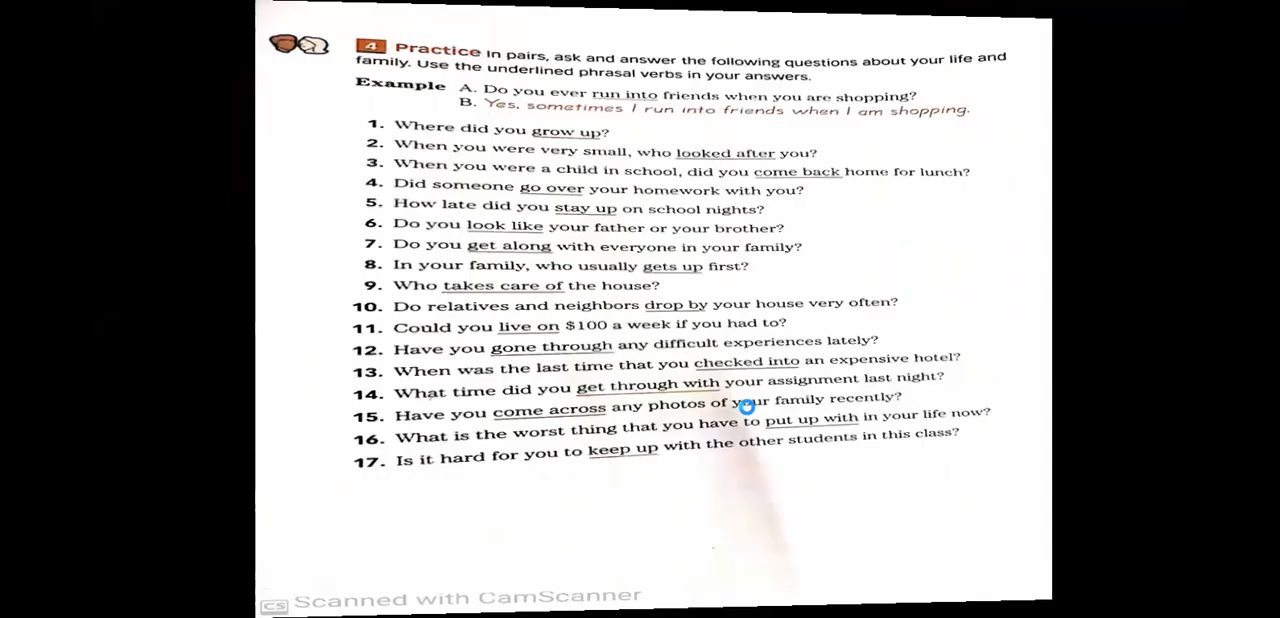 4 Practice In pairs, ask and answer the following questions about your life and
family. Use the underlined phrasal verbs in your answers.
Example A. Do you ever run into friends when you are shopping?
B. Yes, sometimes I run into friends when I am shopping.
1. Where did you grow up?
2. When you were very small, who looked after you?
3. When you were a child in school, did you come back home for lunch?
4. Did someone go over your homework with you?
5. How late did you stay up on school nights?
6. Do you look like your father or your brother?
7. Do you get along with everyone in your family?
8. In your family, who usually gets up first?
9. Who takes care of the house?
10. Do relatives and neighbors drop by your house very often?
11. Could you live on $100 a week if you had to?
12. Have you gone through any difficult experiences lately?
13. When was the last time that you checked into an expensive hotel?
14. What time did you get through with your assignment last night?
15. Have you come across any photos of your family recently?
16. What is the worst thing that you have to put up with in your life now?
17. Is it hard for you to keep up with the other students in this class?
CS Scanned with CamScanner